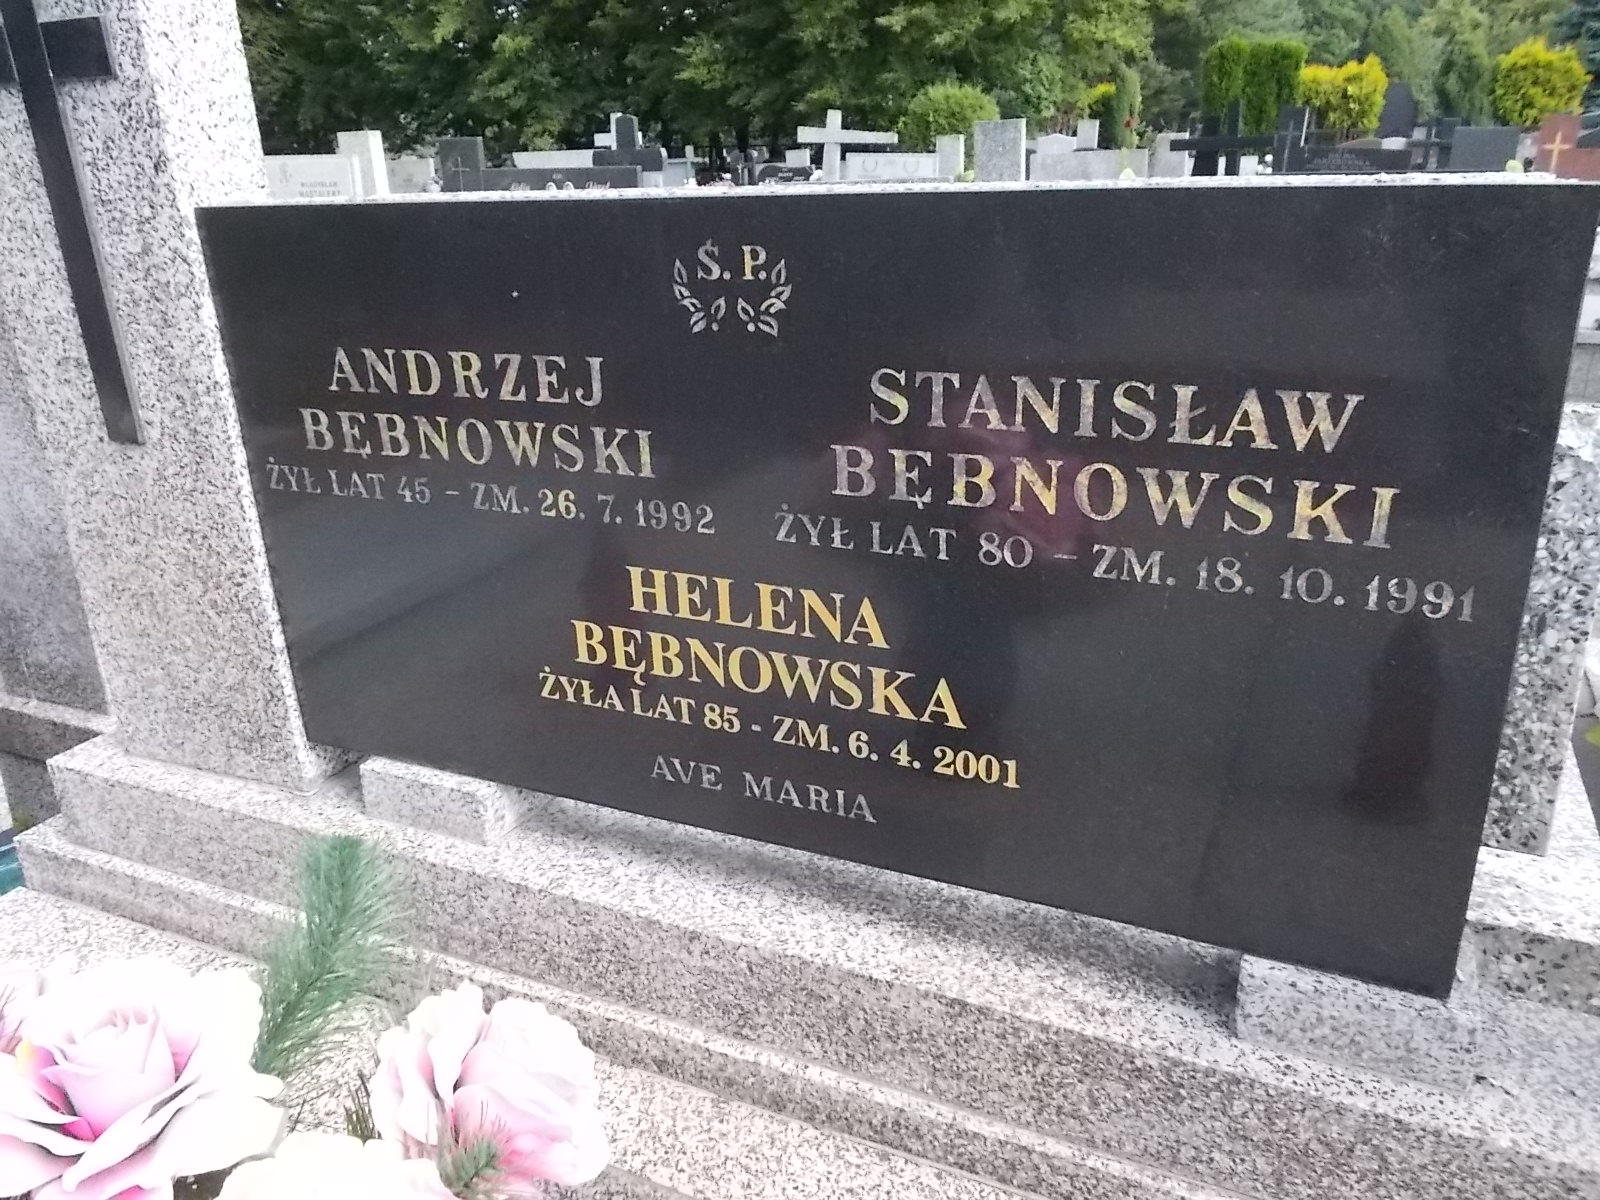 Ś. P.
ANDRZEJ
BĘBNOWSKI
ŻYŁ LAT 45 - ZM. 26. 7. 1992
STANISŁAW
BĘBNOWSKI
ŻYŁ LAT 80 - ZM. 18. 10. 1991
HELENA
BĘBNOWSKA
ŻYŁA LAT 85 - ZM. 6. 4. 2001
AVE MARIA
WŁADYSŁAW